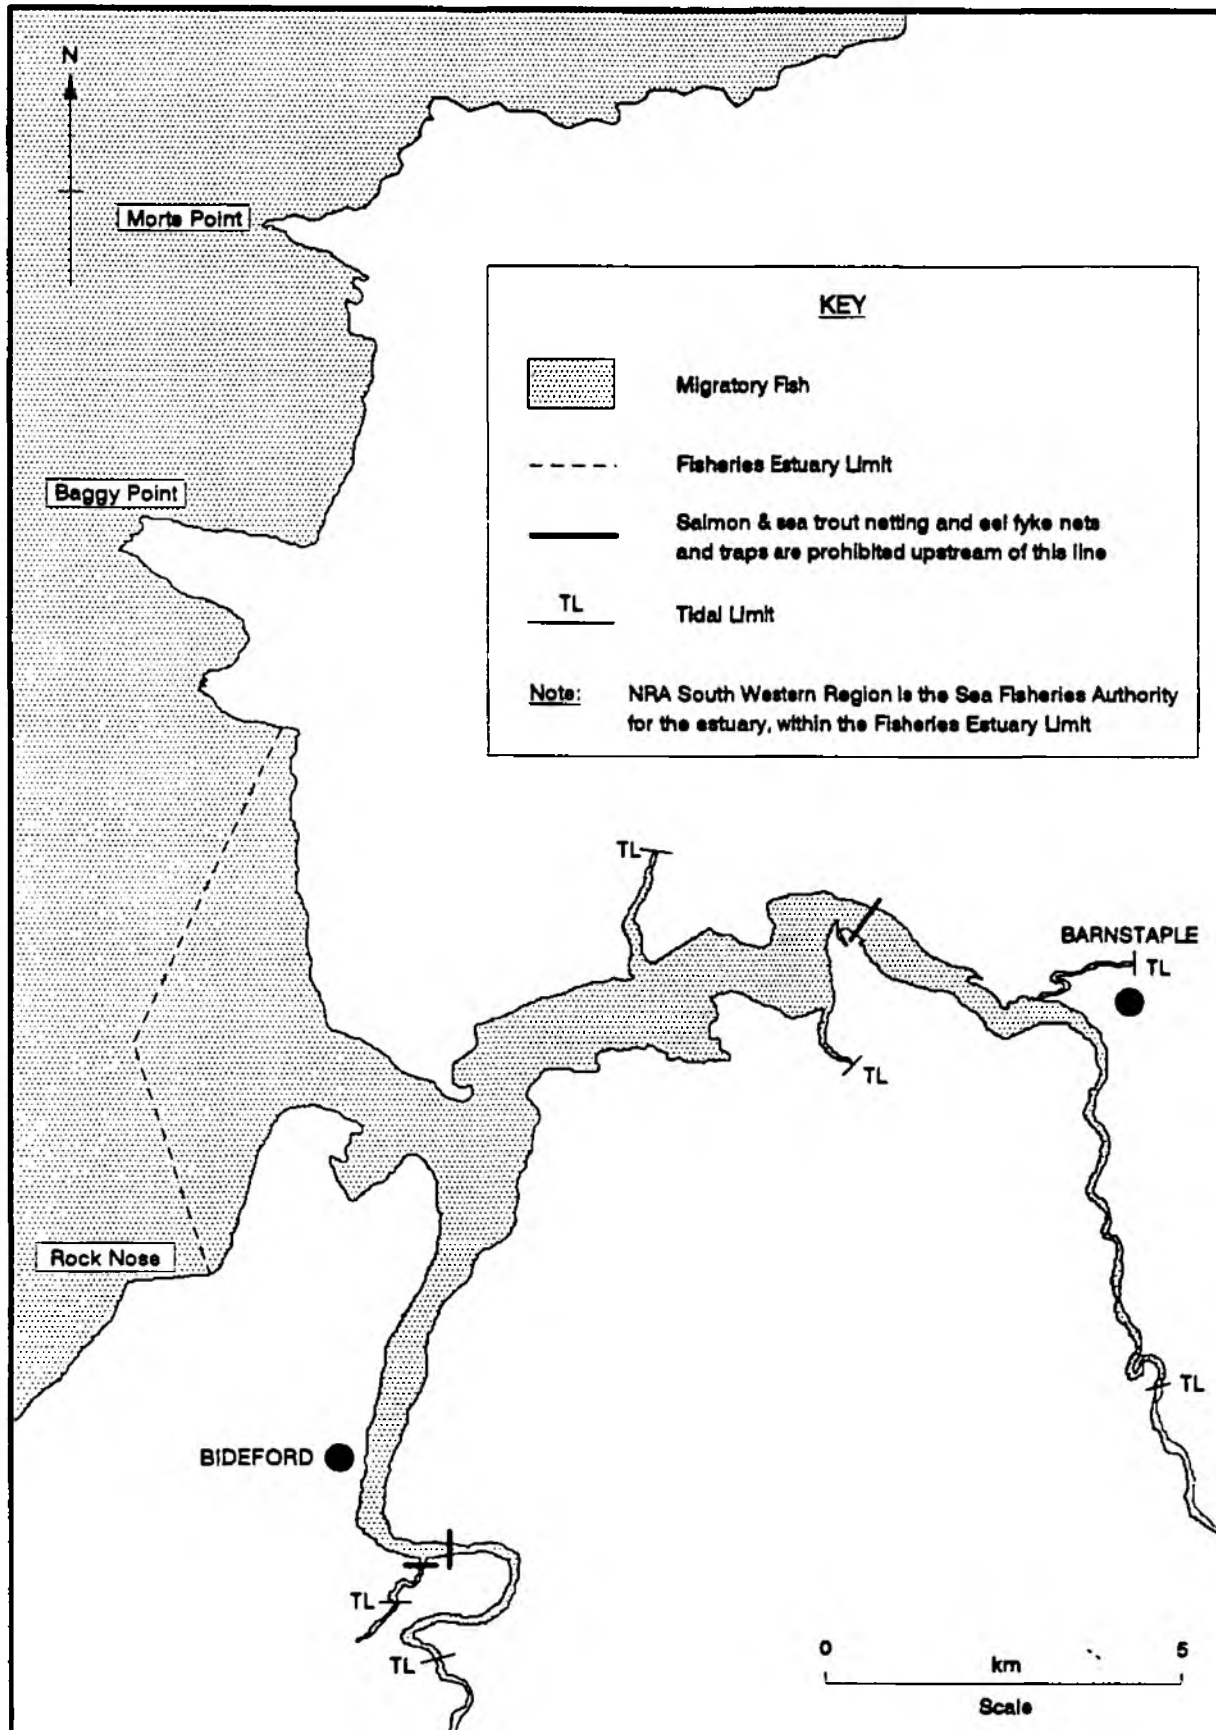 N
Morte Point
KEY
Migratory Fish
Fisheries Estuary Limit
Baggy Point
Salmon & sea trout netting and eel fyke nets
and traps are prohibited upstream of this line
TL
Tidal Limit
Note: NRA South Western Region is the Sea Fisheries Authority
for the estuary, within the Fisheries Estuary Limit
TL
BARNSTAPLE
TL
TL
Rock Nose
TL
BIDEFORD
TL
TL
0 5
km
Scale